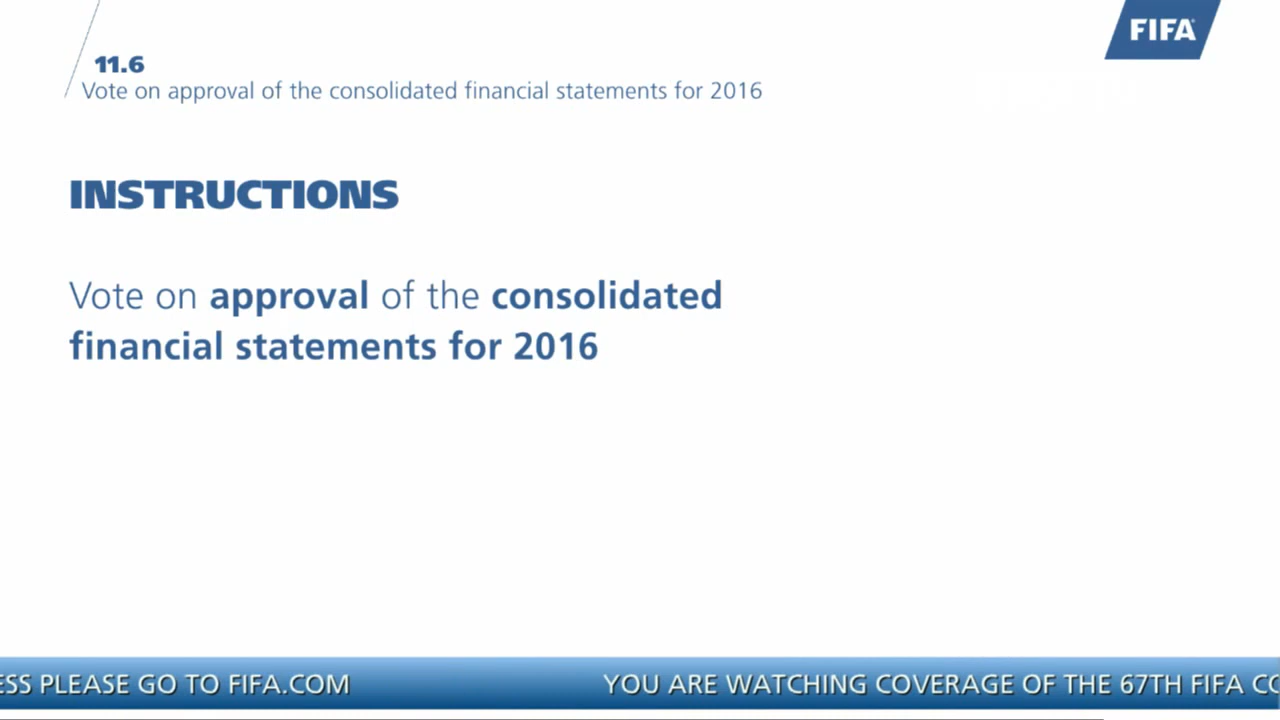 FIFA
11.6
Vote on approval of the consolidated financial statements for 2016
INSTRUCTIONS
Vote on approval of the consolidated
financial statements for 2016
PLEASE GO TO FIFA.COM
YOU ARE WATCHING COVERAGE OF THE 67TH FIFA